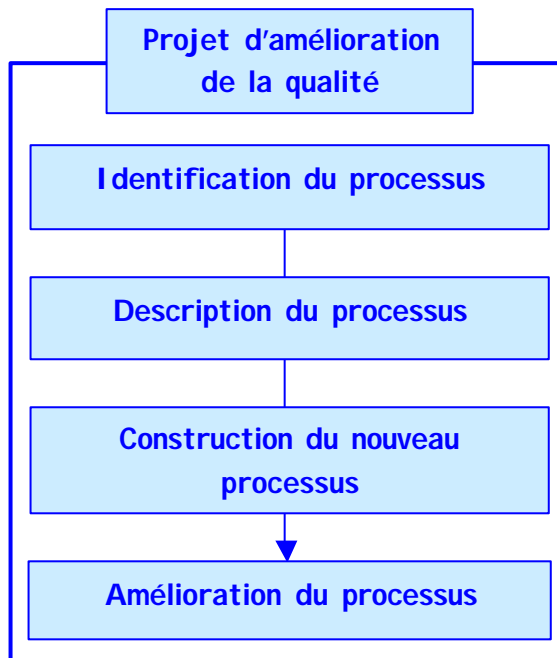 Projet d'amélioration
de la qualité
Identification du processus
Description du processus
Construction du nouveau
processus
Amélioration du processus